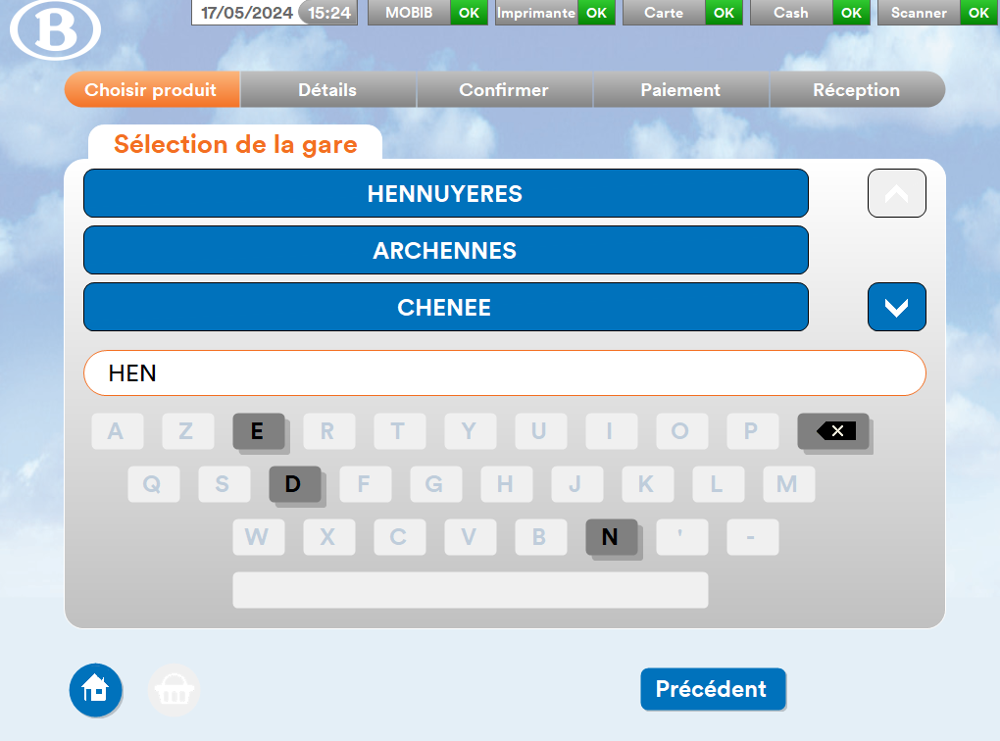 B
17/05/2024 15:24 MOBIB OK Imprimante OK Carte OK Cash OK Scanner OK
Choisir produit Détails Confirmer Paiement Réception
Sélection de la gare
HENNUYERES
ARCHENNES
CHENEE
HEN
A Z E R T Y U I O P
Q S D F G H J K L M
W X C V B N ' -
Précédent